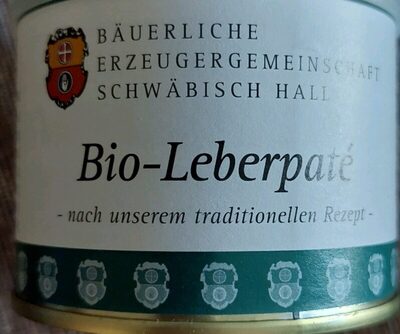 BÄUERLICHE
ERZEUGERGEMEINSCHAFT
SCHWÄBISCH HALL
Bio-Leberpaté
- nach unserem traditionellen Rezept -